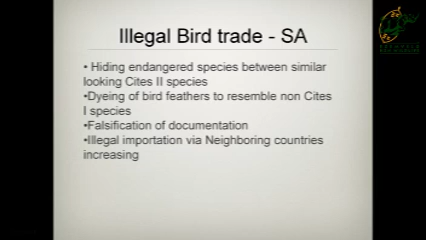 Illegal Bird trade - SA
• Hiding endangered species between similar
looking Cites II species
•Dyeing of bird feathers to resemble non Cites
I species
•Falsification of documentation
•Illegal importation via Neighboring countries
increasing